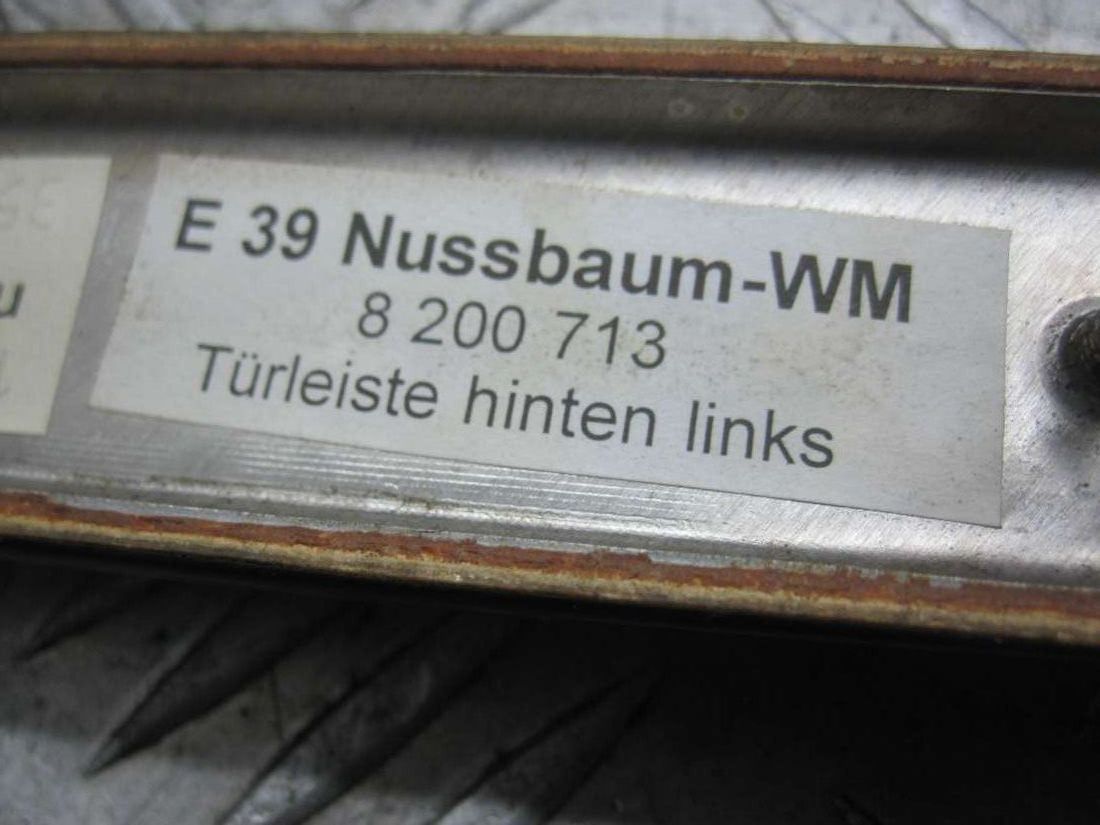 E 39 Nussbaum-WM
8 200 713
Türleiste hinten links